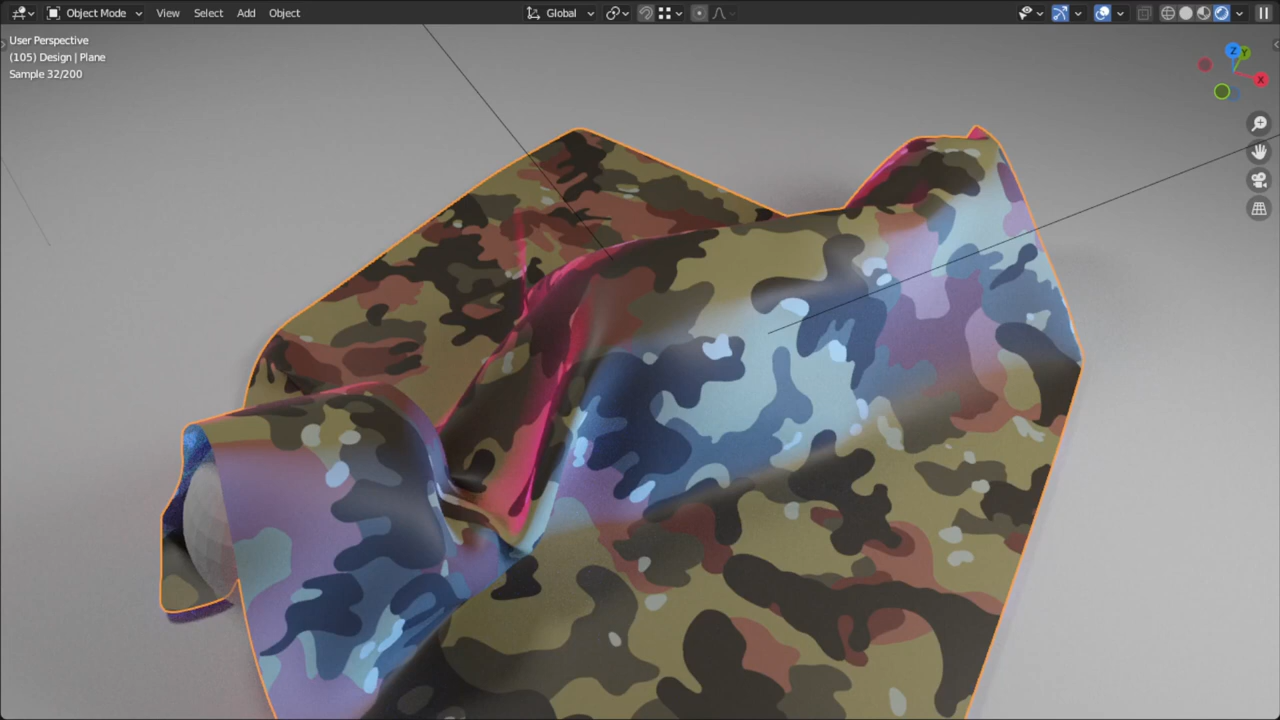 Object Mode View Select Add Object Global
User Perspective
(105) Design | Plane
Sample 32/200
Z Y
X